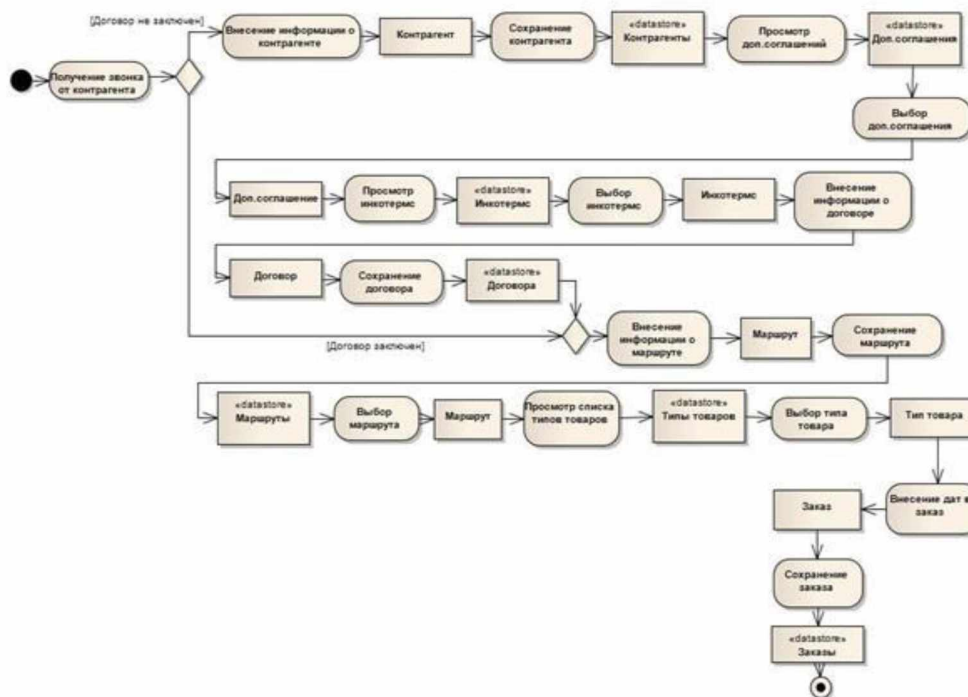 [Договор не заключен]
Внесение информации о
контрагенте
Контрагент
Сохранение
контрагента
«datastore»
Контрагенты
Просмотр
доп.соглашений
«datastore»
Доп.соглашения
Получение звонка
от контрагента
Выбор
доп.соглашения
Доп.соглашение
Просмотр
инкотермс
«datastore»
Инкотермс
Выбор
инкотермс
Инкотермс
Внесение
информации о
договоре
Договор
Сохранение
договора
«datastore»
Договора
[Договор заключен]
Внесение
информации о
маршруте
Маршрут
Сохранение
маршрута
«datastore»
Маршруты
Выбор
маршрута
Маршрут
Просмотр списка
типов товаров
«datastore»
Типы товаров
Выбор типа
товара
Тип товара
Заказ
Внесение дат в
заказ
Сохранение
заказа
«datastore»
Заказы